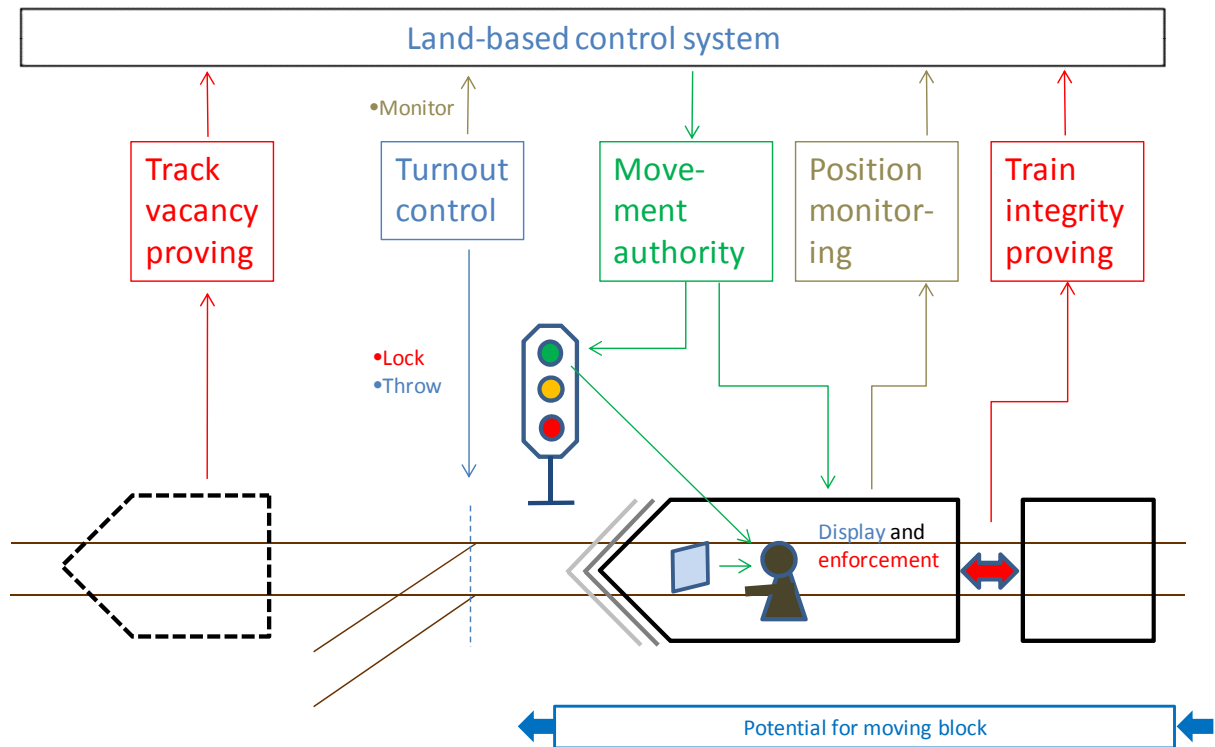 Land-based control system
•Monitor
Track
vacancy
proving
Turnout
control
Move-
ment
authority
Position
monitor-
ing
Train
integrity
proving
•Lock
•Throw
Display and
enforcement
Potential for moving block